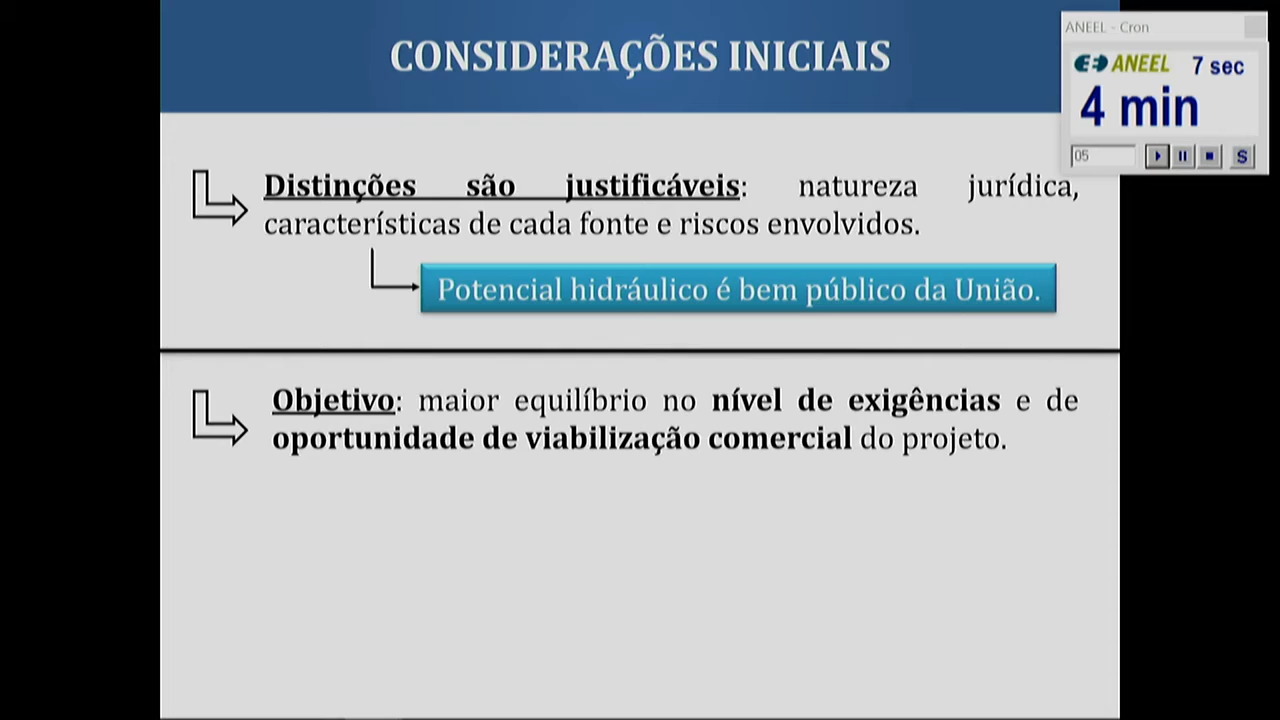 CONSIDERAÇÕES INICIAIS
ANEEL - Cron
ANEEL 7 sec
4 min
05
S
Distinções são justificáveis: natureza jurídica,
características de cada fonte e riscos envolvidos.
Potencial hidráulico é bem público da União.
Objetivo: maior equilíbrio no nível de exigências e de
oportunidade de viabilização comercial do projeto.